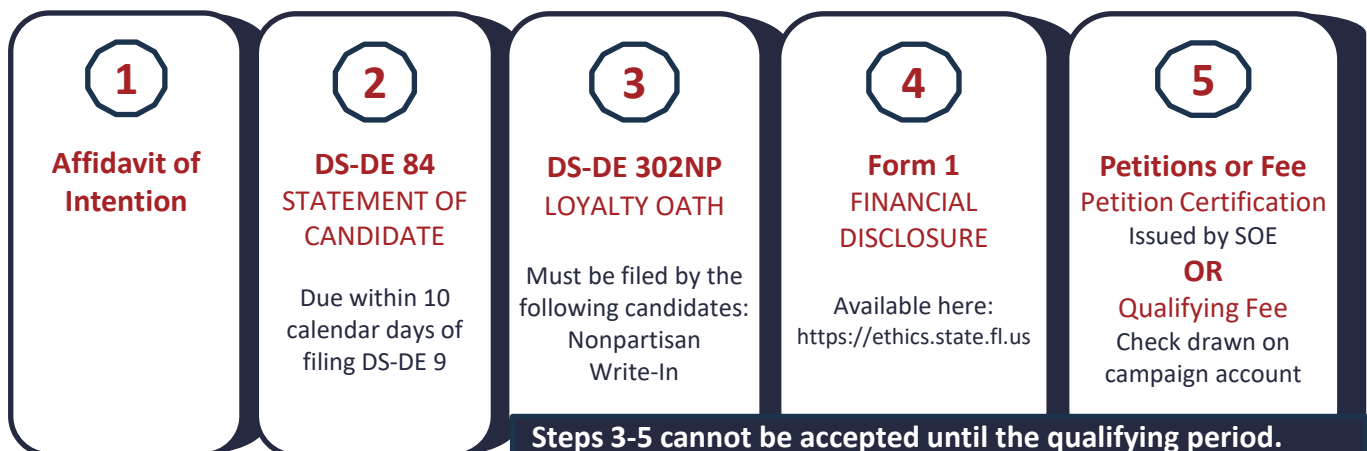 1
Affidavit of
Intention
2
DS-DE 84
STATEMENT OF
CANDIDATE
Due within 10
calendar days of
filing DS-DE 9
3
DS-DE 302NP
LOYALTY OATH
Must be filed by the
following candidates:
Nonpartisan
Write-In
4
Form 1
FINANCIAL
DISCLOSURE
Available here:
https://ethics.state.fl.us
5
Petitions or Fee
Petition Certification
Issued by SOE
OR
Qualifying Fee
Check drawn on
campaign account
Steps 3-5 cannot be accepted until the qualifying period.